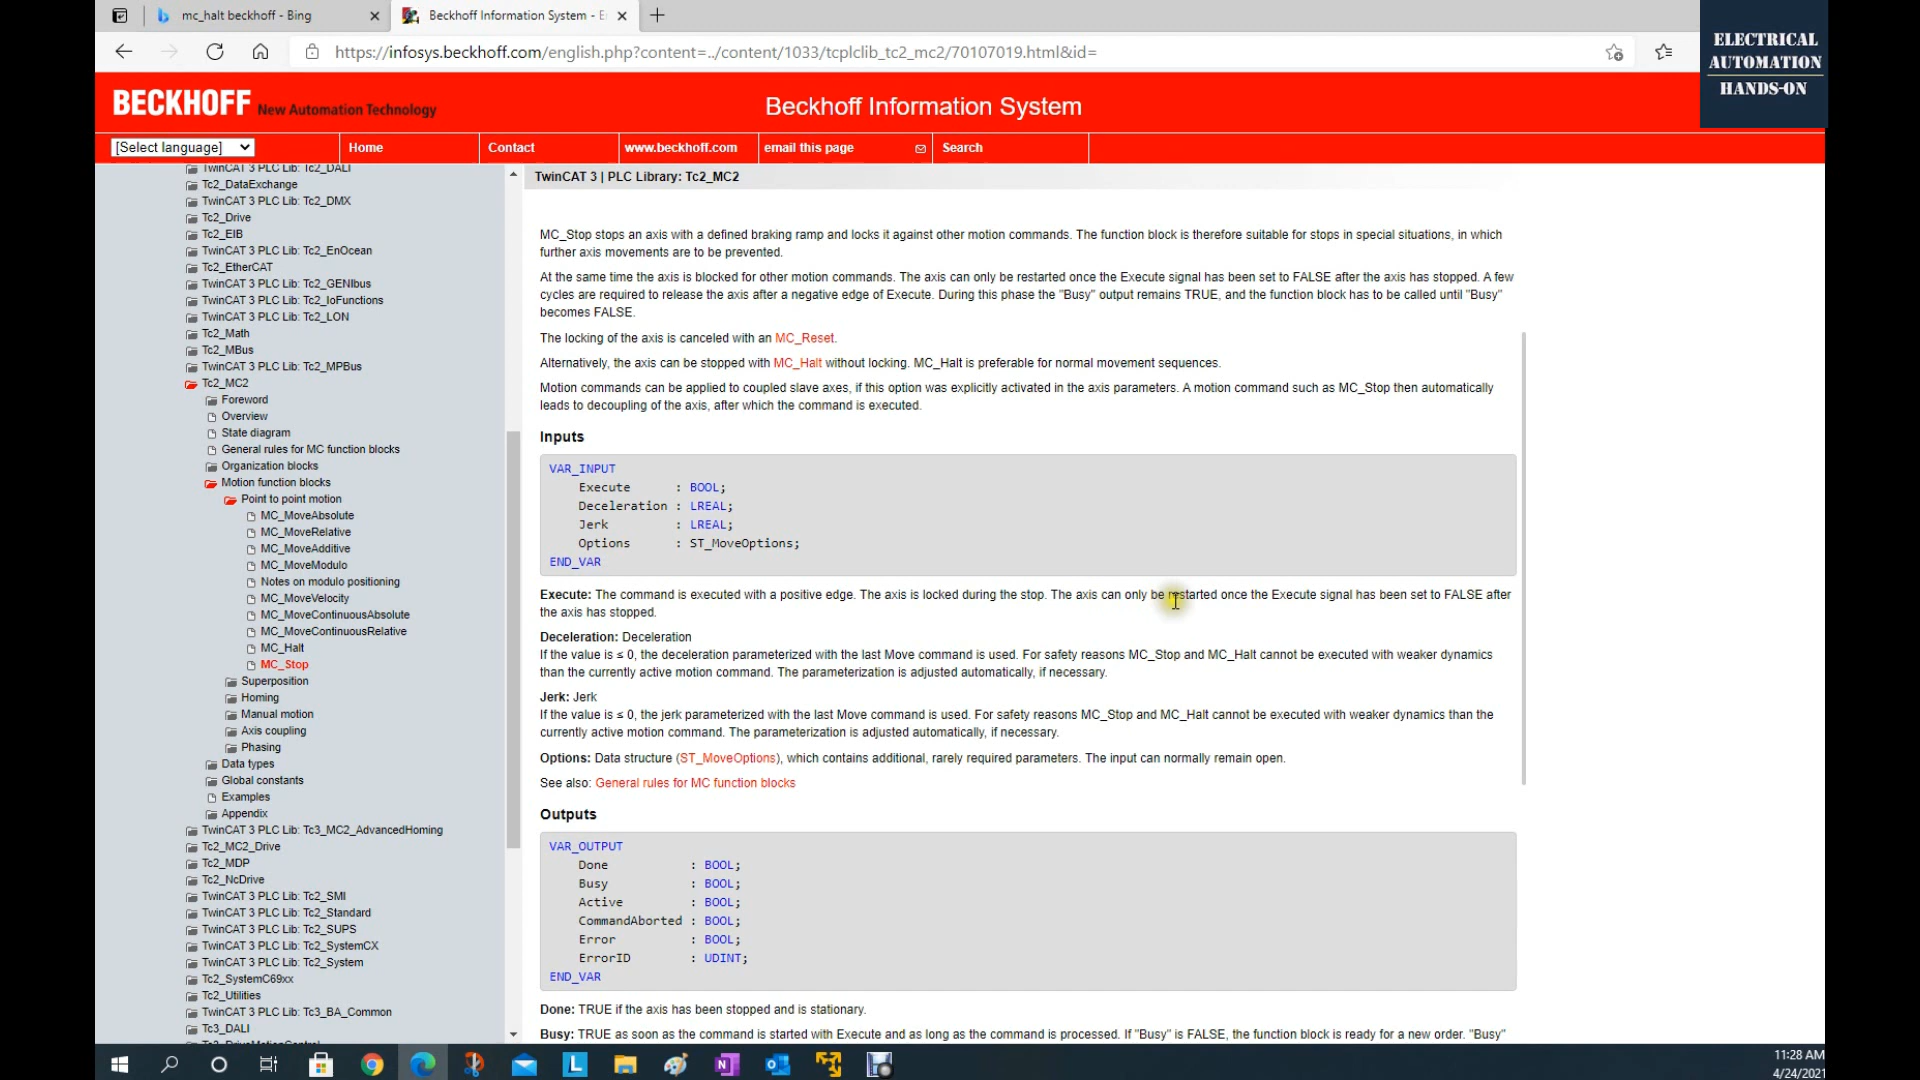 mc_halt beckhoff - Bing
Beckhoff Information System - E
https://infosys.beckhoff.com/english.php?content=../content/1033/tcplclib_tc2_mc2/70107019.html&id=
ELECTRICAL
AUTOMATION
HANDS-ON
BECKHOFF New Automation Technology
Beckhoff Information System
[Select language]
Home
Contact
www.beckhoff.com
email this page
Search
TwinCAT 3 PLC Lib: Tc2_DALI
Tc2_DataExchange
TwinCAT 3 PLC Lib: Tc2_DMX
Tc2_Drive
Tc2_EIB
TwinCAT 3 PLC Lib: Tc2_EnOcean
Tc2_EtherCAT
TwinCAT 3 PLC Lib: Tc2_GENIbus
TwinCAT 3 PLC Lib: Tc2_IoFunctions
TwinCAT 3 PLC Lib: Tc2_LON
Tc2_Math
Tc2_MBus
TwinCAT 3 PLC Lib: Tc2_MPBus
Tc2_MC2
Foreword
Overview
State diagram
General rules for MC function blocks
Organization blocks
Motion function blocks
Point to point motion
MC_MoveAbsolute
MC_MoveRelative
MC_MoveAdditive
MC_MoveModulo
Notes on modulo positioning
MC_MoveVelocity
MC_MoveContinuousAbsolute
MC_MoveContinuousRelative
MC_Halt
MC_Stop
Superposition
Homing
Manual motion
Axis coupling
Phasing
Data types
Global constants
Examples
Appendix
TwinCAT 3 PLC Lib: Tc3_MC2_AdvancedHoming
Tc2_MC2_Drive
Tc2_MDP
Tc2_NcDrive
TwinCAT 3 PLC Lib: Tc2_SMI
TwinCAT 3 PLC Lib: Tc2_Standard
TwinCAT 3 PLC Lib: Tc2_SUPS
TwinCAT 3 PLC Lib: Tc2_SystemCX
TwinCAT 3 PLC Lib: Tc2_System
Tc2_SystemC69xx
Tc2_Utilities
TwinCAT 3 PLC Lib: Tc3_BA_Common
Tc3_DALI
TwinCAT 3 | PLC Library: Tc2_MC2
MC_Stop stops an axis with a defined braking ramp and locks it against other motion commands. The function block is therefore suitable for stops in special situations, in which
further axis movements are to be prevented.
At the same time the axis is blocked for other motion commands. The axis can only be restarted once the Execute signal has been set to FALSE after the axis has stopped. A few
cycles are required to release the axis after a negative edge of Execute. During this phase the "Busy" output remains TRUE, and the function block has to be called until "Busy"
becomes FALSE.
The locking of the axis is canceled with an MC_Reset.
Alternatively, the axis can be stopped with MC_Halt without locking. MC_Halt is preferable for normal movement sequences.
Motion commands can be applied to coupled slave axes, if this option was explicitly activated in the axis parameters. A motion command such as MC_Stop then automatically
leads to decoupling of the axis, after which the command is executed.
Inputs
VAR_INPUT
Execute : BOOL;
Deceleration : LREAL;
Jerk : LREAL;
Options : ST_MoveOptions;
END_VAR
Execute: The command is executed with a positive edge. The axis is locked during the stop. The axis can only be restarted once the Execute signal has been set to FALSE after
the axis has stopped.
Deceleration: Deceleration
If the value is ≤ 0, the deceleration parameterized with the last Move command is used. For safety reasons MC_Stop and MC_Halt cannot be executed with weaker dynamics
than the currently active motion command. The parameterization is adjusted automatically, if necessary.
Jerk: Jerk
If the value is ≤ 0, the jerk parameterized with the last Move command is used. For safety reasons MC_Stop and MC_Halt cannot be executed with weaker dynamics than the
currently active motion command. The parameterization is adjusted automatically, if necessary.
Options: Data structure (ST_MoveOptions), which contains additional, rarely required parameters. The input can normally remain open.
See also: General rules for MC function blocks
Outputs
VAR_OUTPUT
Done : BOOL;
Busy : BOOL;
Active : BOOL;
CommandAborted : BOOL;
Error : BOOL;
ErrorID : UDINT;
END_VAR
Done: TRUE if the axis has been stopped and is stationary.
Busy: TRUE as soon as the command is started with Execute and as long as the command is processed. If "Busy" is FALSE, the function block is ready for a new order. "Busy"
11:28 AM
4/24/2021